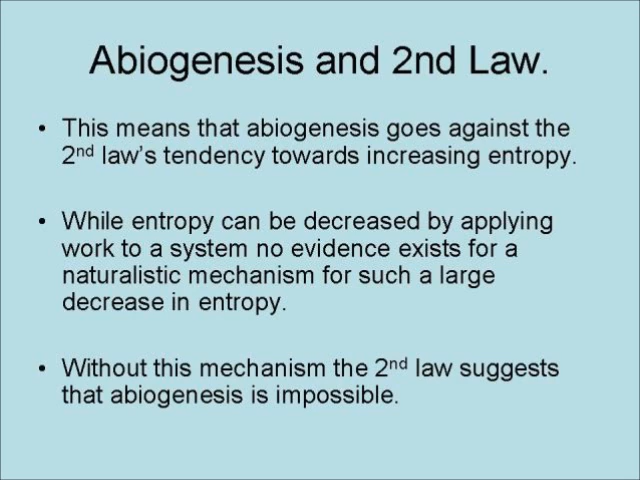 Abiogenesis and 2nd Law.
• This means that abiogenesis goes against the
2nd law's tendency towards increasing entropy.
• While entropy can be decreased by applying
work to a system no evidence exists for a
naturalistic mechanism for such a large
decrease in entropy.
• Without this mechanism the 2nd law suggests
that abiogenesis is impossible.